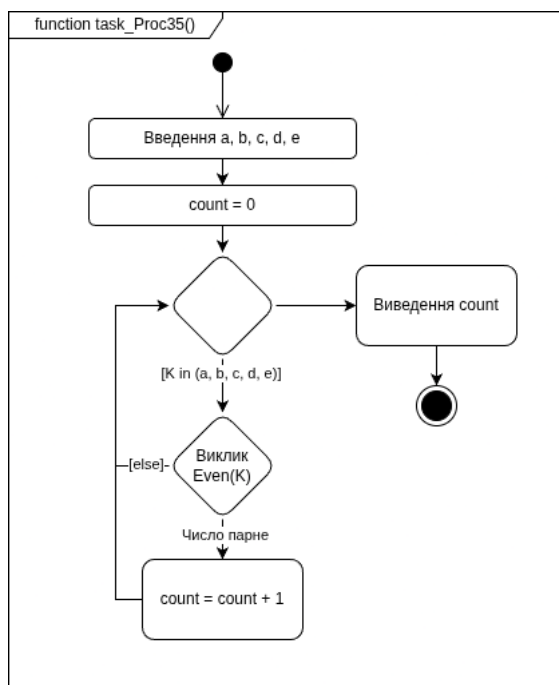 function task_Proc35()
Введення a, b, c, d, e
count = 0
Виведення count
[K in (a, b, c, d, e)]
Виклик
Even(K)
[else]
Число парне
count = count + 1